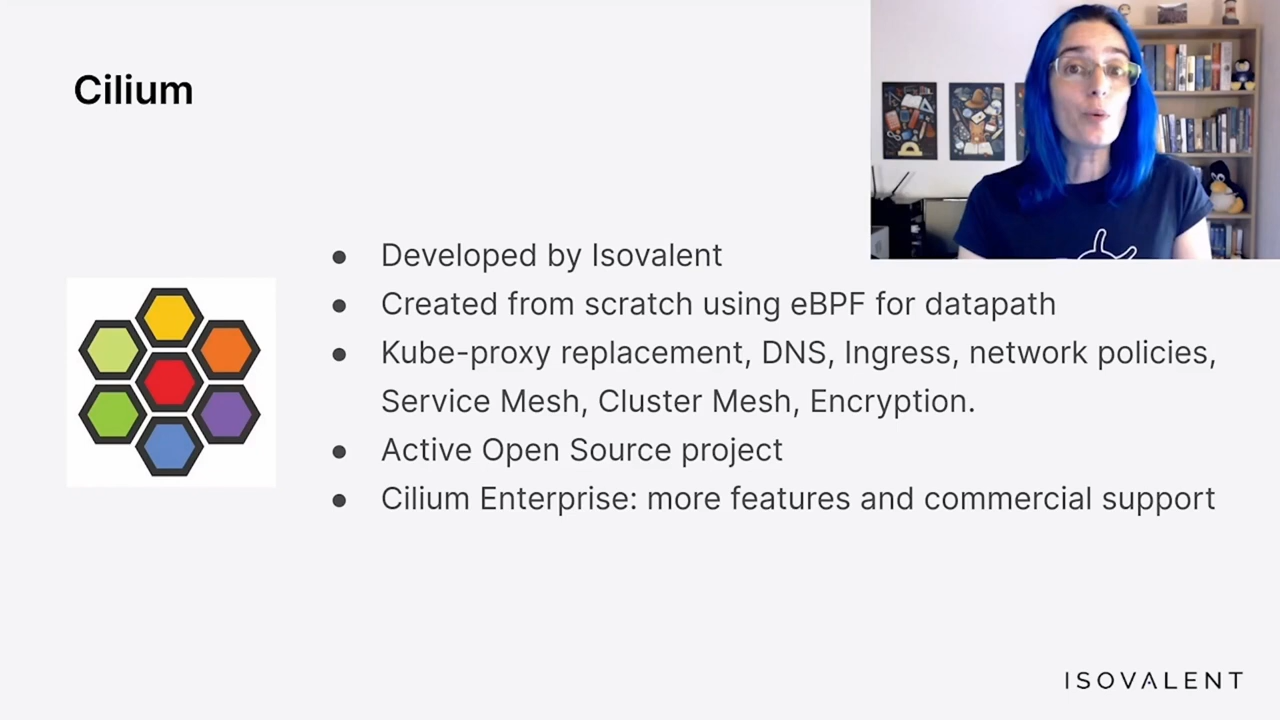 Cilium
● Developed by Isovalent
● Created from scratch using eBPF for datapath
● Kube-proxy replacement, DNS, Ingress, network policies,
Service Mesh, Cluster Mesh, Encryption.
● Active Open Source project
● Cilium Enterprise: more features and commercial support
ISOVALENT